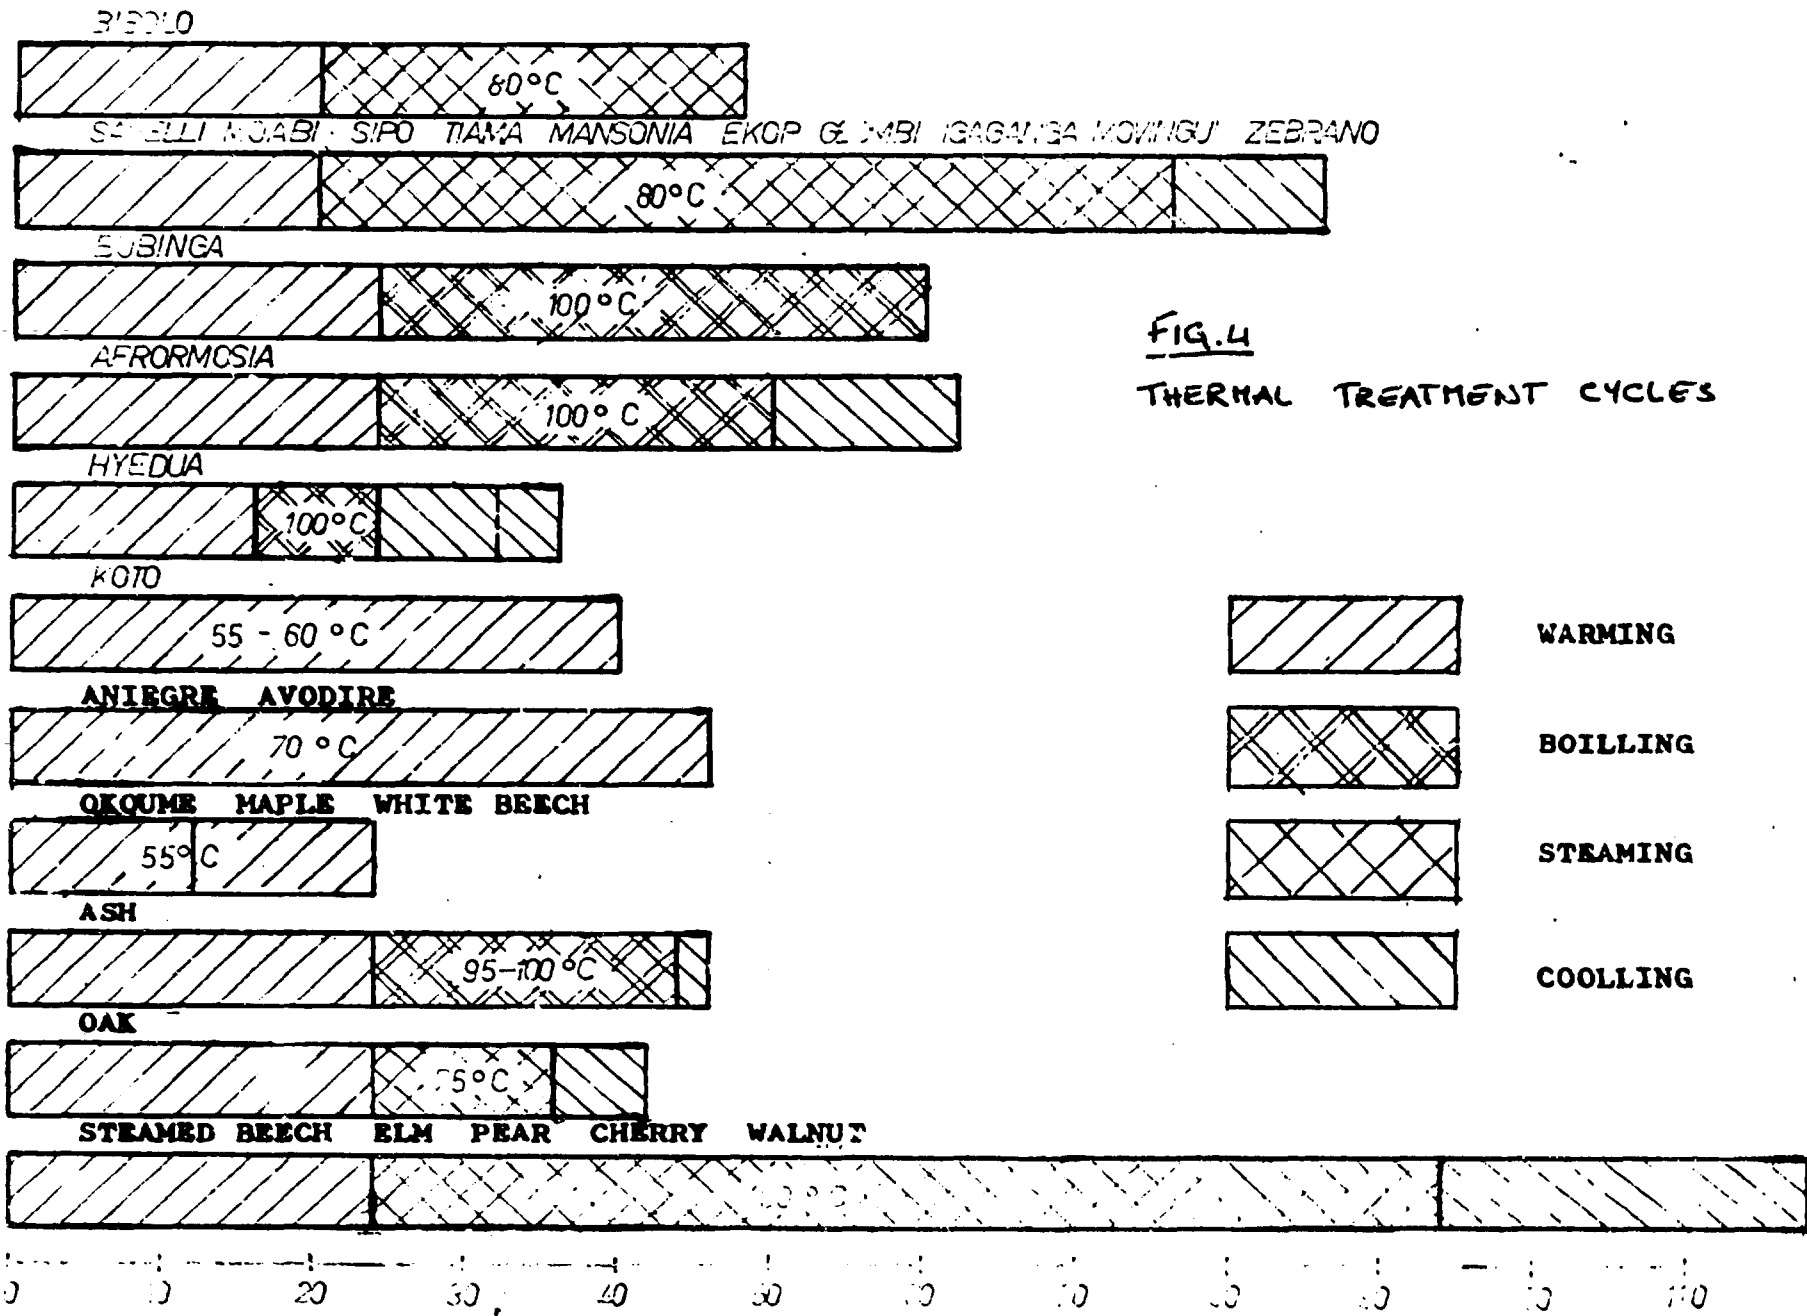 80°C
SIPO TIAMA MANSONIA EKOP ZEBRANO
80°C
BUBINGA
100°C
FIG.4
AFRORMOSIA
THERMAL TREATMENT CYCLES
100°C
HYEDUA
100°C
KOTO
55 - 60 °C
WARMING
ANIEGRE AVODIRE
70 °C
BOILLING
OKOUME MAPLE WHITE BEECH
55°C
STEAMING
ASH
95-100°C
COOLLING
OAK
STEAMED BEECH ELM PEAR CHERRY WALNUT
20 30 40 110